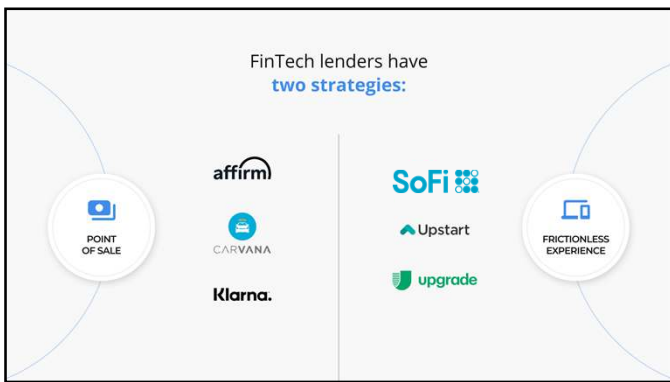 FinTech lenders have
two strategies:
POINT
OF SALE
affirm
CARVANA
Klarna.
SoFi
Upstart
upgrade
FRICTIONLESS
EXPERIENCE